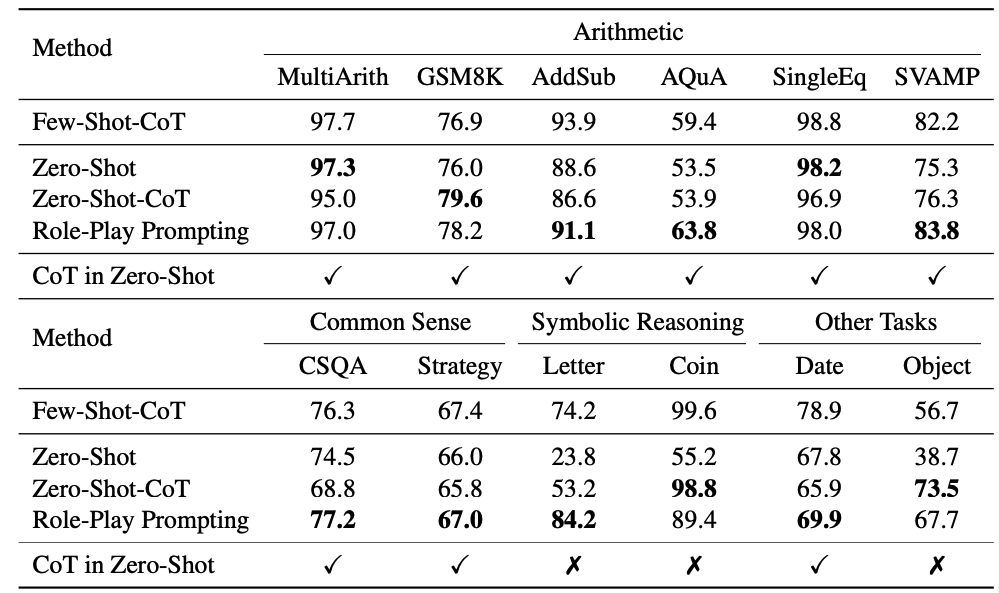 Method Arithmetic
MultiArith GSM8K AddSub AQuA SingleEq SVAMP
Few-Shot-CoT 97.7 76.9 93.9 59.4 98.8 82.2
Zero-Shot 97.3 76.0 88.6 53.5 98.2 75.3
Zero-Shot-CoT 95.0 79.6 86.6 53.9 96.9 76.3
Role-Play Prompting 97.0 78.2 91.1 63.8 98.0 83.8
CoT in Zero-Shot ✓ ✓ ✓ ✓ ✓ ✓
Method Common Sense Symbolic Reasoning Other Tasks
CSQA Strategy Letter Coin Date Object
Few-Shot-CoT 76.3 67.4 74.2 99.6 78.9 56.7
Zero-Shot 74.5 66.0 23.8 55.2 67.8 38.7
Zero-Shot-CoT 68.8 65.8 53.2 98.8 65.9 73.5
Role-Play Prompting 77.2 67.0 84.2 89.4 69.9 67.7
CoT in Zero-Shot ✓ ✓ ✗ ✗ ✓ ✗